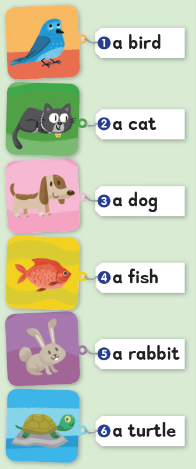 1 a bird
2 a cat
3 a dog
4 a fish
5 a rabbit
6 a turtle